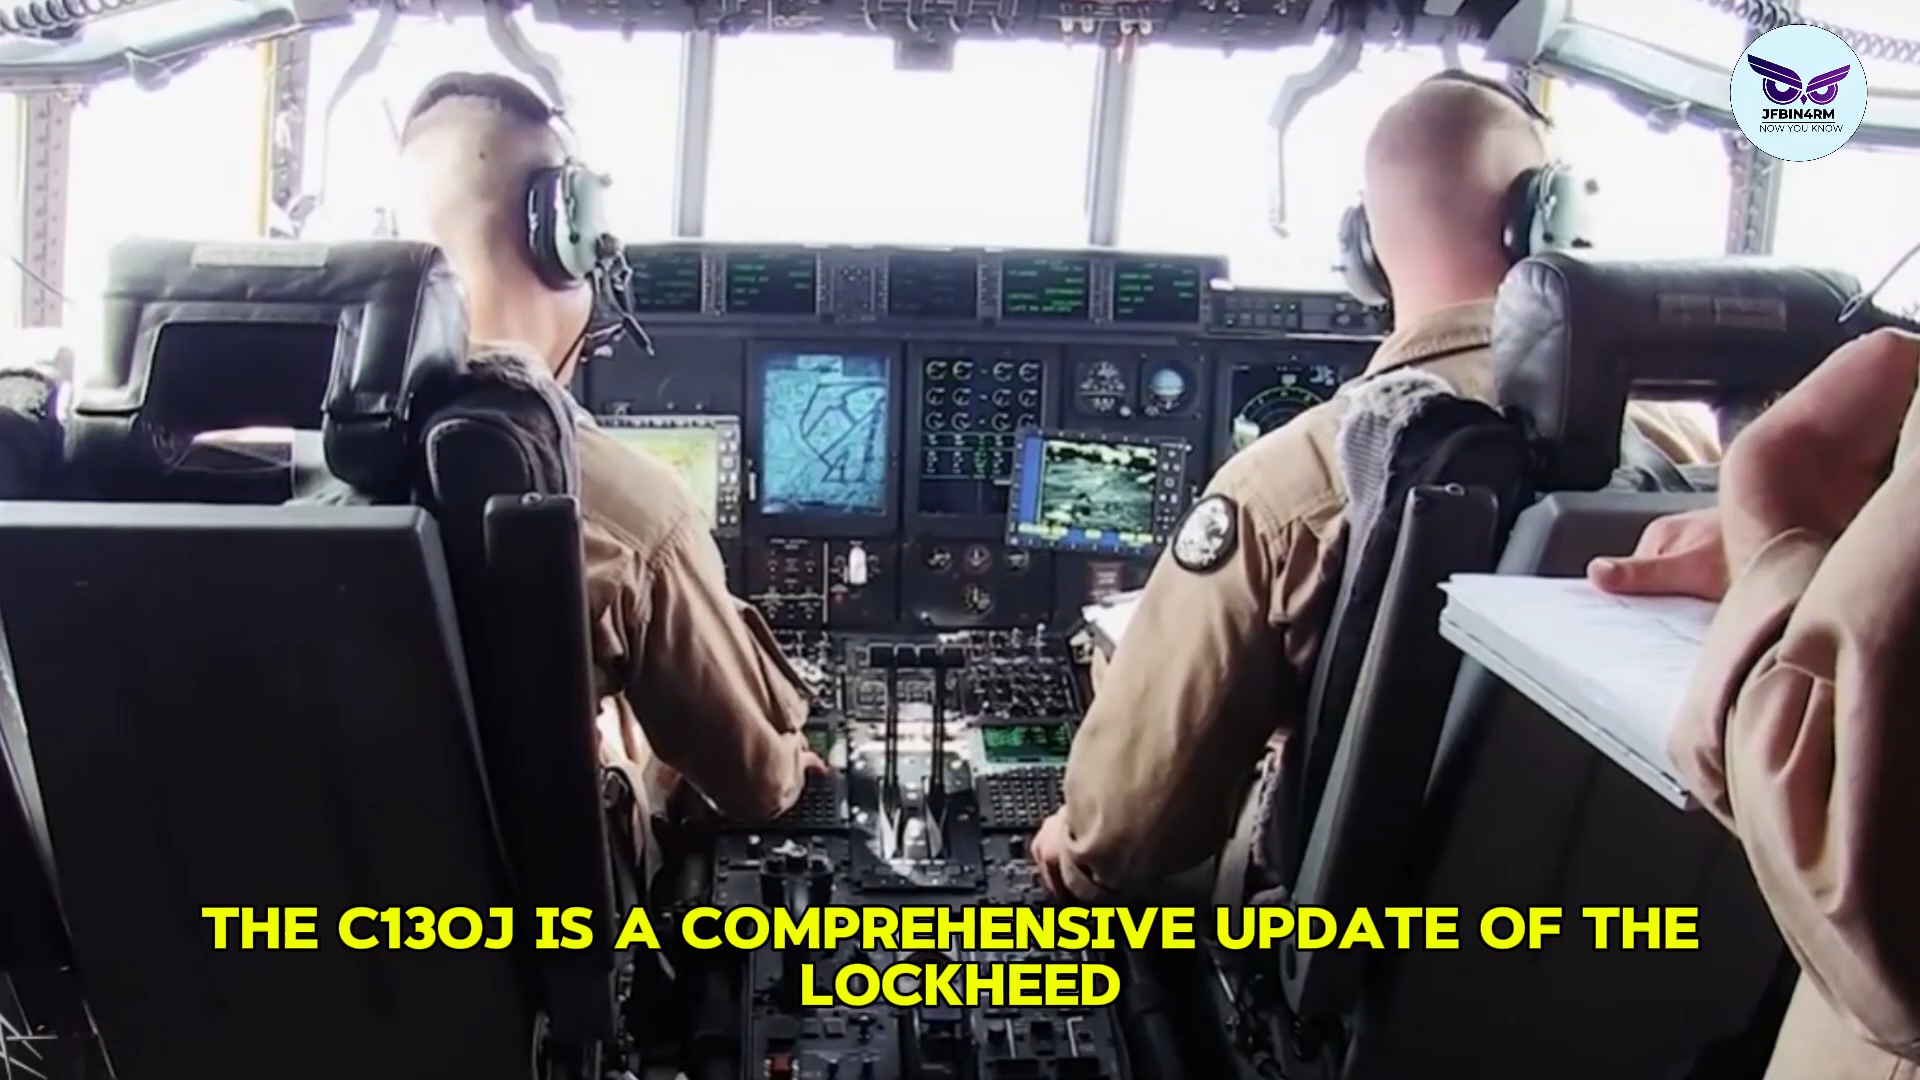 JFBIN4RM
NOW YOU KNOW
THE C130J IS A COMPREHENSIVE UPDATE OF THE
LOCKHEED